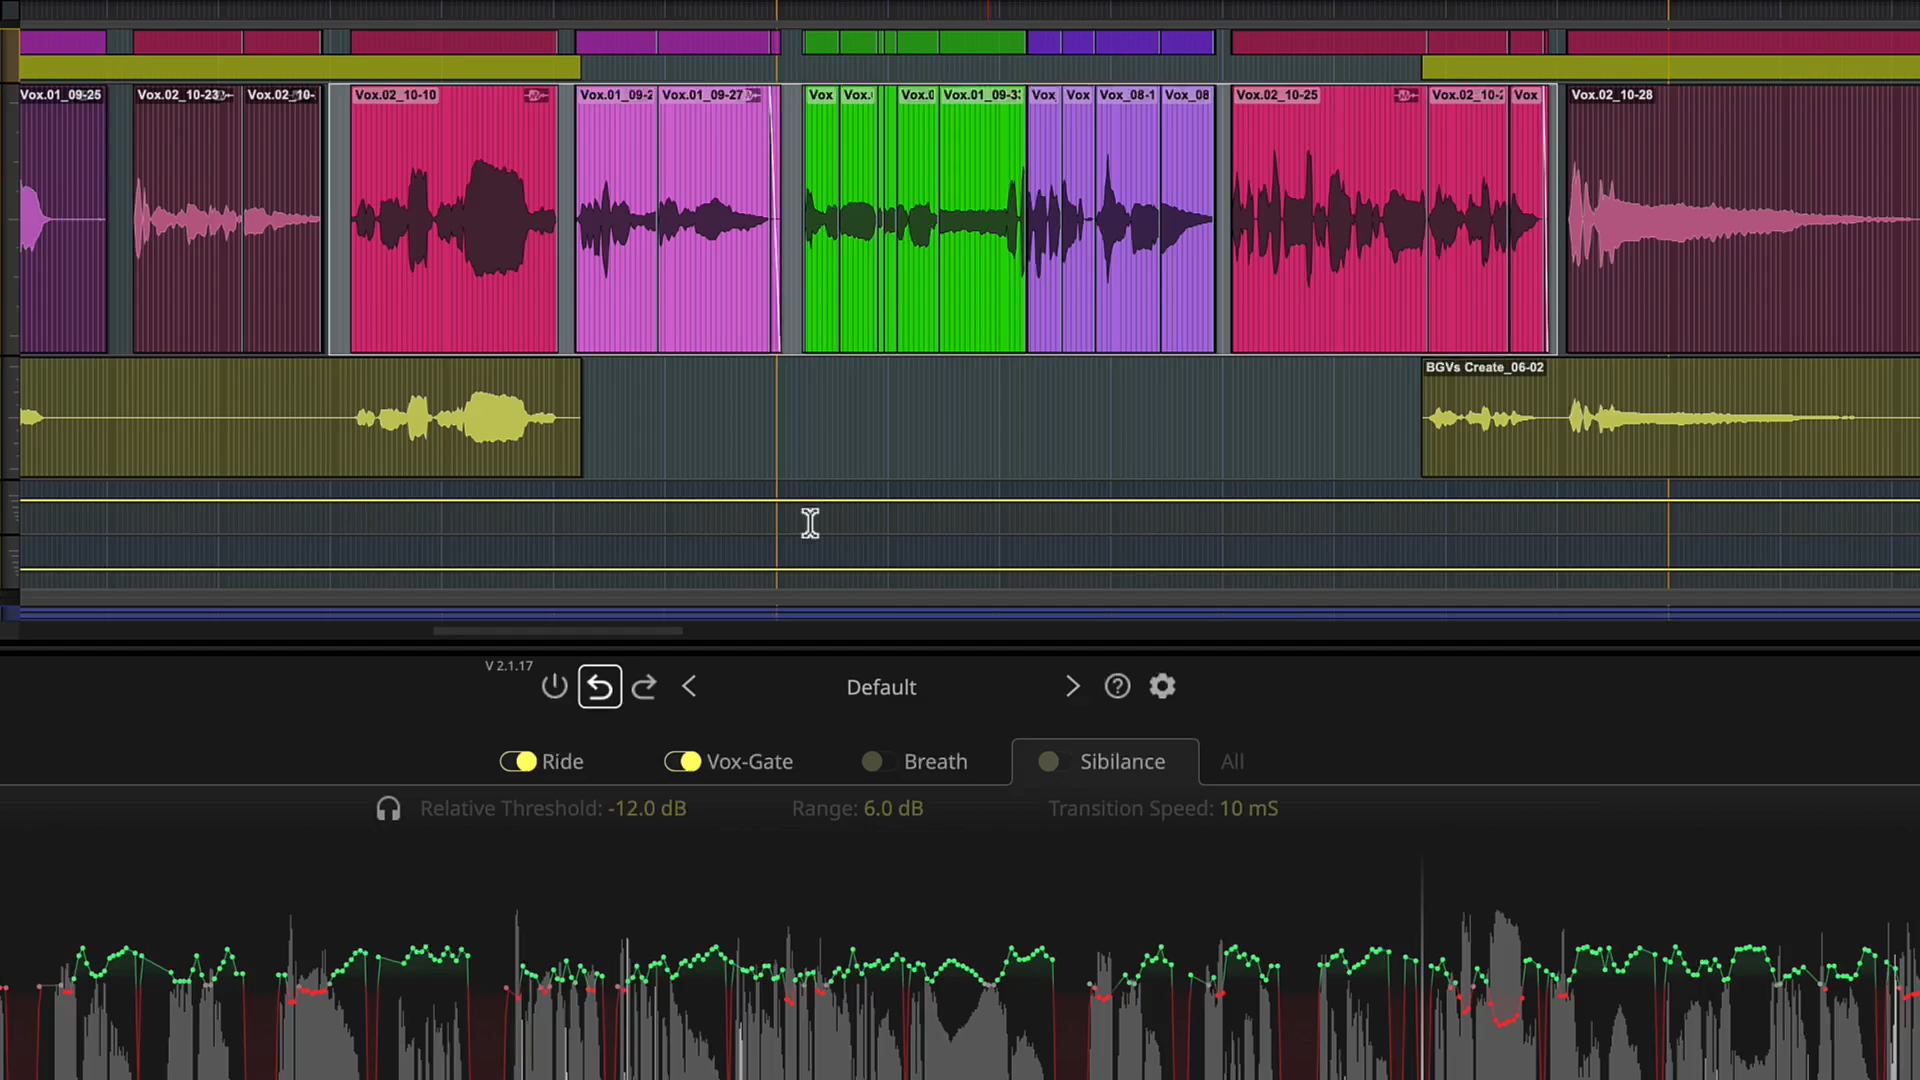 Vox.01_09-25
Vox.02_10-23
Vox.02_10-
Vox.02_10-10
Vox.01_09-2
Vox.01_09-27
Vox
Vox.
Vox.0
Vox.01_09-3
Vox
Vox
Vox_08-1
Vox_08
Vox.02_10-25
Vox.02_10-2
Vox
Vox.02_10-28
BGVs Create_06-02
V 2.1.17
Default
Ride
Vox-Gate
Breath
Sibilance
All
Relative Threshold: -12.0 dB
Range: 6.0 dB
Transition Speed: 10 mS